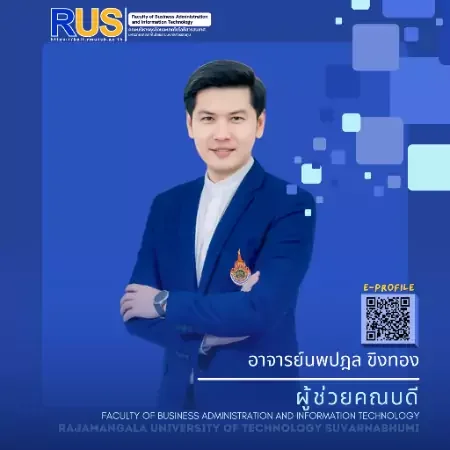 RUS
Faculty of Business Administration
and Information Technology
E-PROFILE
อาจารย์นพปฎล ขิงทอง
ผู้ช่วยคณบดี
FACULTY OF BUSINESS ADMINISTRATION AND INFORMATION TECHNOLOGY
RAJAMANGALA UNIVERSITY OF TECHNOLOGY SUVARNABHUMI